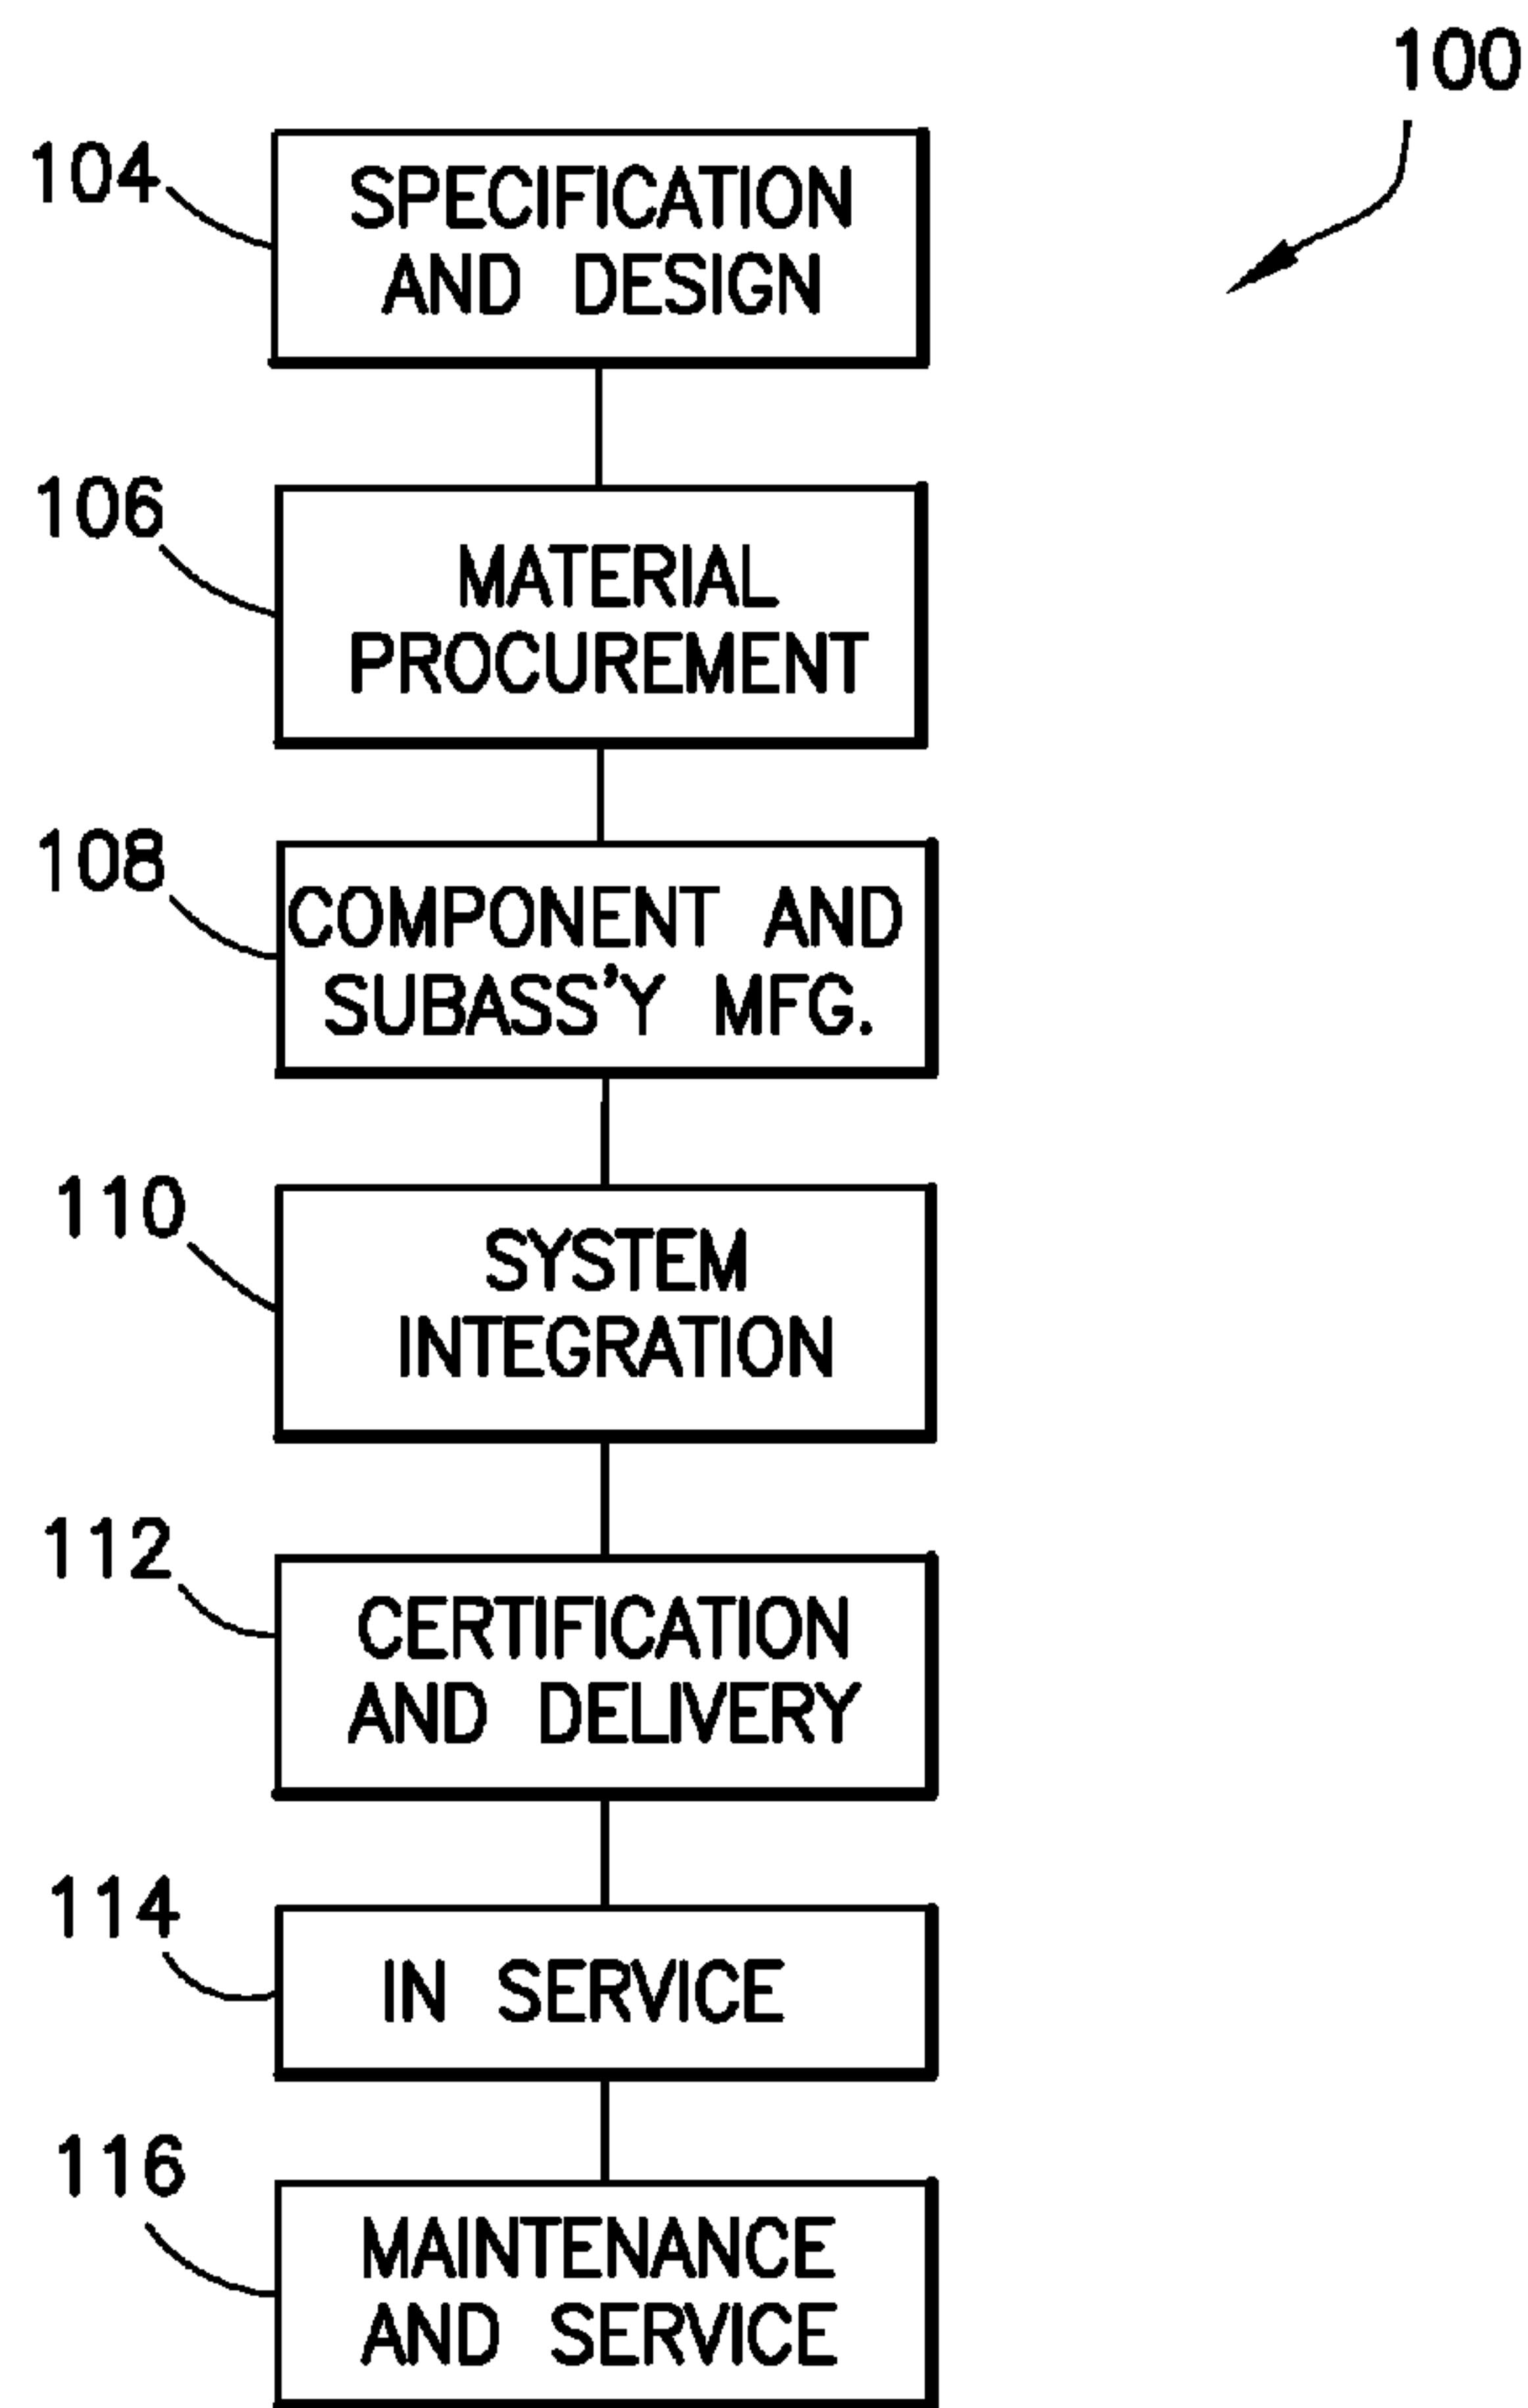 100
104
SPECIFICATION
AND DESIGN
106
MATERIAL
PROCUREMENT
108
COMPONENT AND
SUBASS'Y MFG.
110
SYSTEM
INTEGRATION
112
CERTIFICATION
AND DELIVERY
114
IN SERVICE
116
MAINTENANCE
AND SERVICE